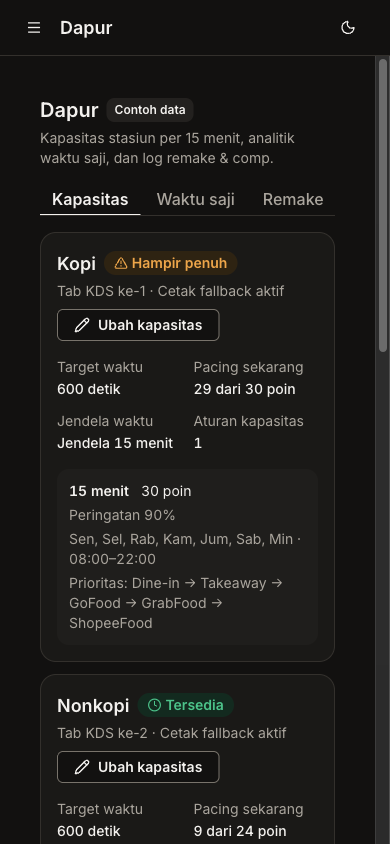 Dapur
Dapur Contoh data
Kapasitas stasiun per 15 menit, analitik
waktu saji, dan log remake & comp.
Kapasitas Waktu saji Remake
Kopi Hampir penuh
Tab KDS ke-1 · Cetak fallback aktif
Ubah kapasitas
Target waktu Pacing sekarang
600 detik 29 dari 30 poin
Jendela waktu Aturan kapasitas
Jendela 15 menit 1
15 menit 30 poin
Peringatan 90%
Sen, Sel, Rab, Kam, Jum, Sab, Min ·
08:00–22:00
Prioritas: Dine-in → Takeaway →
GoFood → GrabFood →
ShopeeFood
Nonkopi Tersedia
Tab KDS ke-2 · Cetak fallback aktif
Ubah kapasitas
Target waktu Pacing sekarang
600 detik 9 dari 24 poin